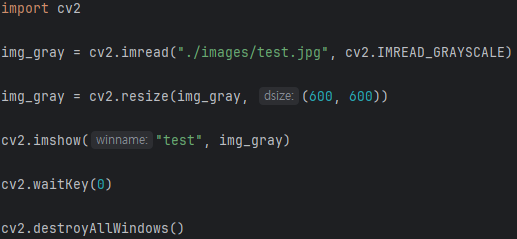 import cv2
img_gray = cv2.imread("./images/test.jpg", cv2.IMREAD_GRAYSCALE)
img_gray = cv2.resize(img_gray, dsize: (600, 600))
cv2.imshow( winname: "test", img_gray)
cv2.waitKey(0)
cv2.destroyAllWindows()